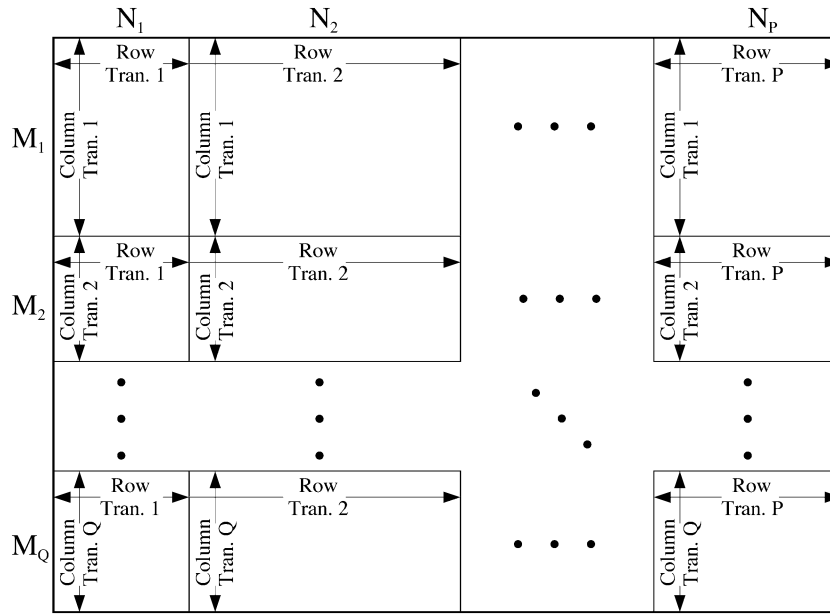 N₁ N₂ N_P
Row Row Row
Tran. 1 Tran. 2 Tran. P
M₁
Column Column Column
Tran. 1 Tran. 1 Tran. 1
Row Row Row
Tran. 1 Tran. 2 Tran. P
M₂
Column Column Column
Tran. 2 Tran. 2 Tran. 2
Row Row Row
Tran. 1 Tran. 2 Tran. P
M_Q
Column Column Column
Tran. Q Tran. Q Tran. Q